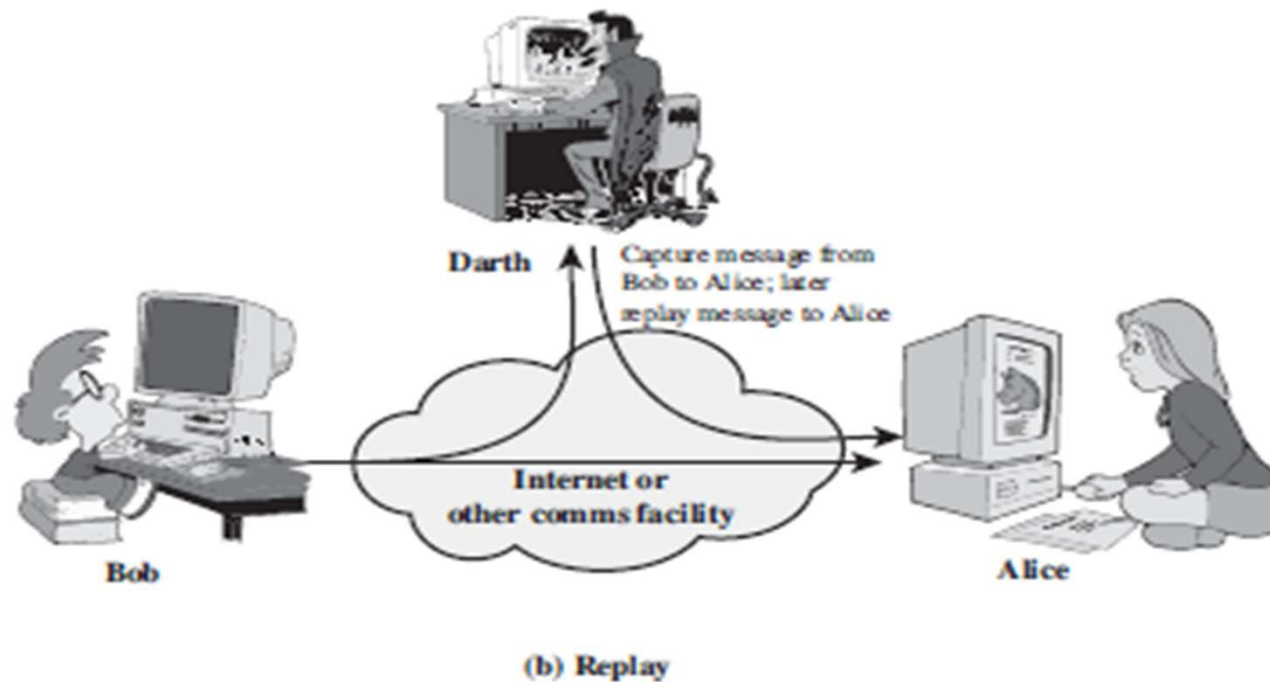 Darth
Capture message from
Bob to Alice; later
replay message to Alice
Internet or
other comms facility
Bob
Alice
(b) Replay